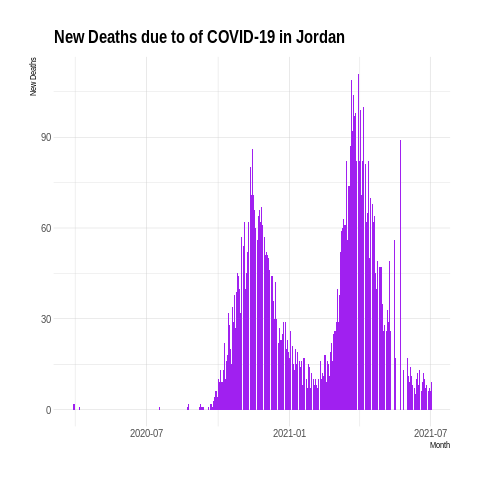 New Deaths due to of COVID-19 in Jordan
New Deaths
90
60
30
0
2020-07
2021-01
2021-07
Month